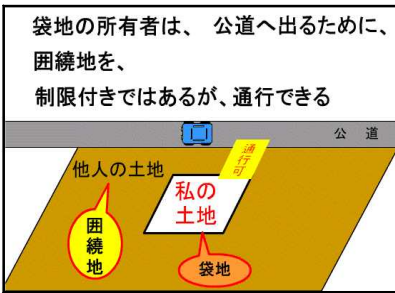 袋地の所有者は、 公道へ出るために、
囲繞地を、
制限付きではあるが、通行できる
公 道
通行可
他人の土地
私の
土地
囲繞地
袋地